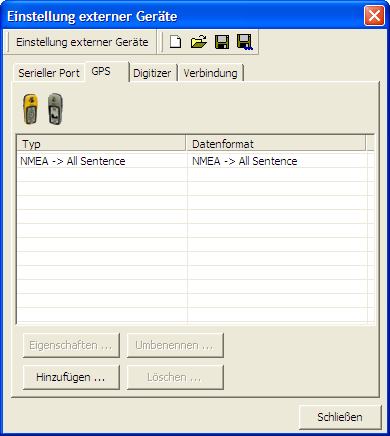 Einstellung externer Geräte
Einstellung externer Geräte
Serieller Port GPS Digitizer Verbindung
Typ Datenformat
NMEA -> All Sentence NMEA -> All Sentence
Eigenschaften ... Umbenennen ...
Hinzufügen ... Löschen ...
Schließen